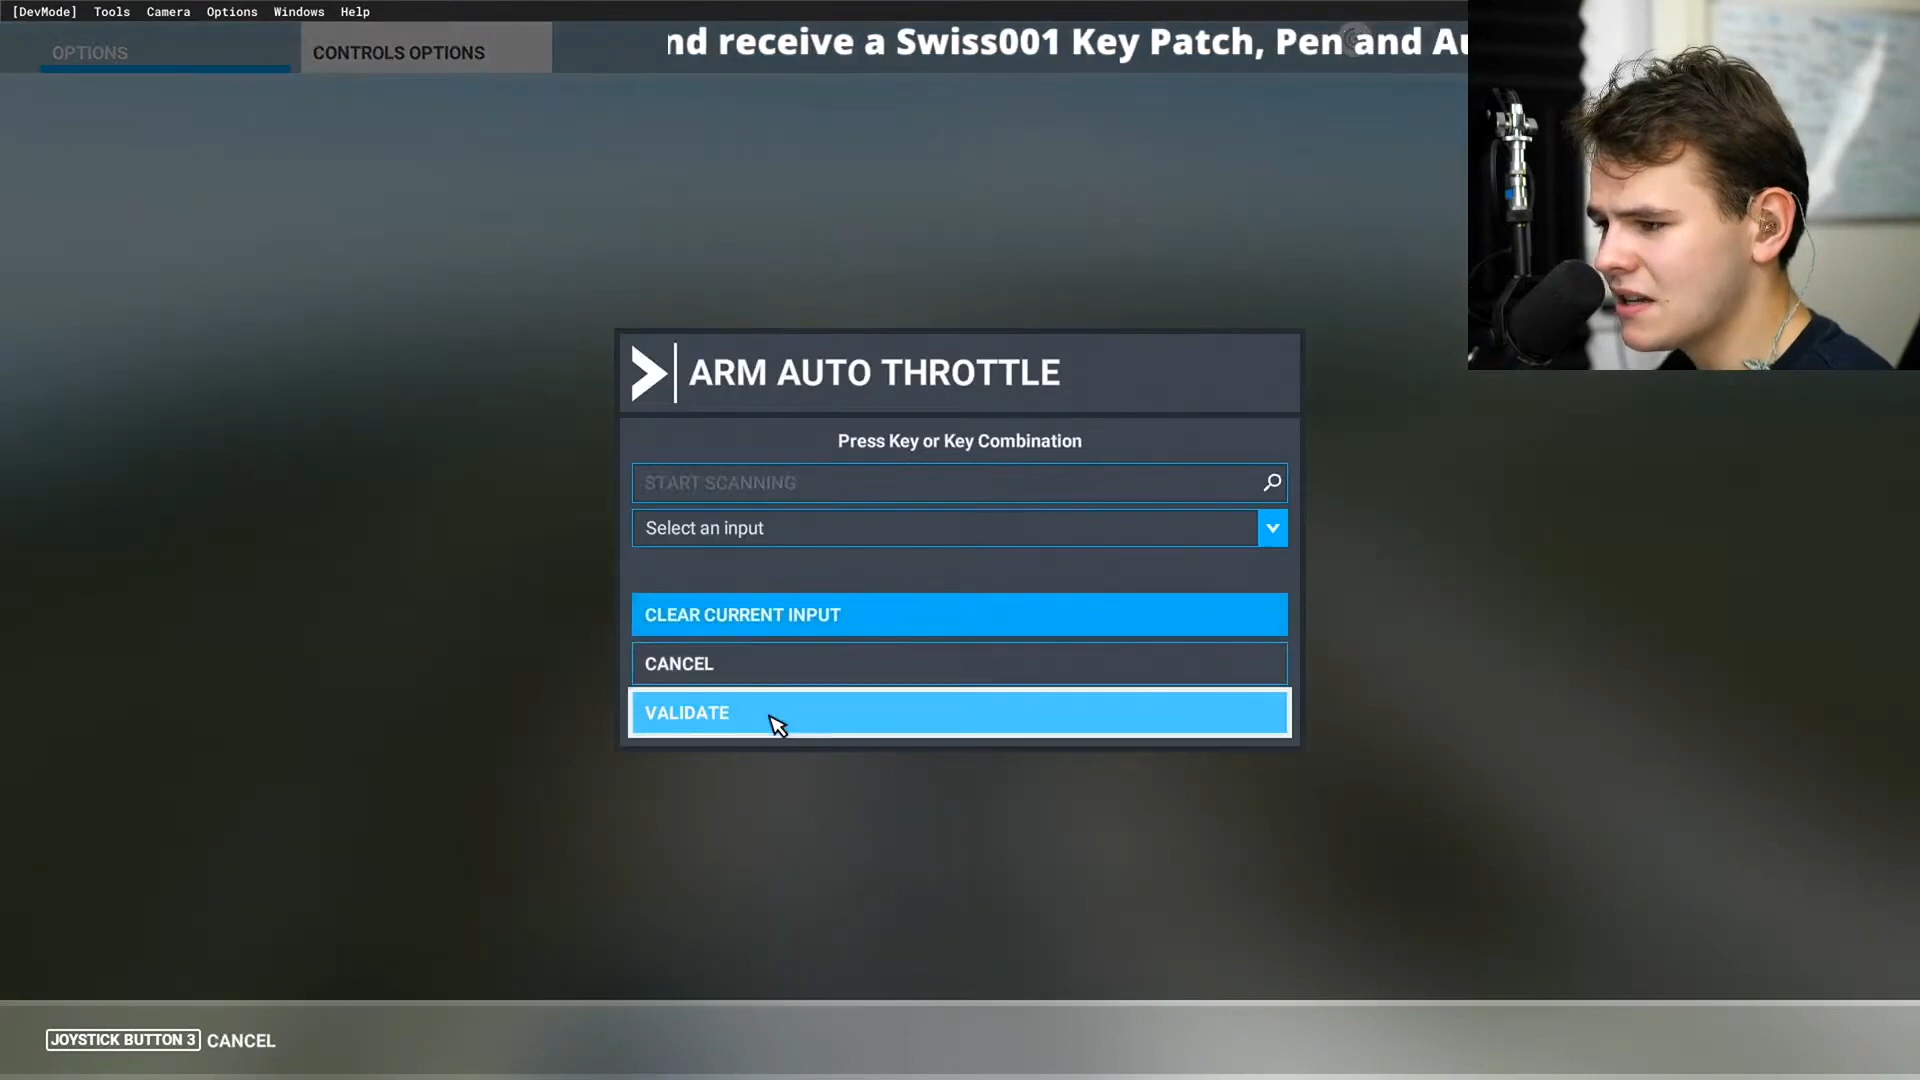 [DevMode] Tools Camera Options Windows Help
OPTIONS
CONTROLS OPTIONS
nd receive a Swiss001 Key Patch, Pen and Au
ARM AUTO THROTTLE
Press Key or Key Combination
START SCANNING
Select an input
CLEAR CURRENT INPUT
CANCEL
VALIDATE
JOYSTICK BUTTON 3 CANCEL